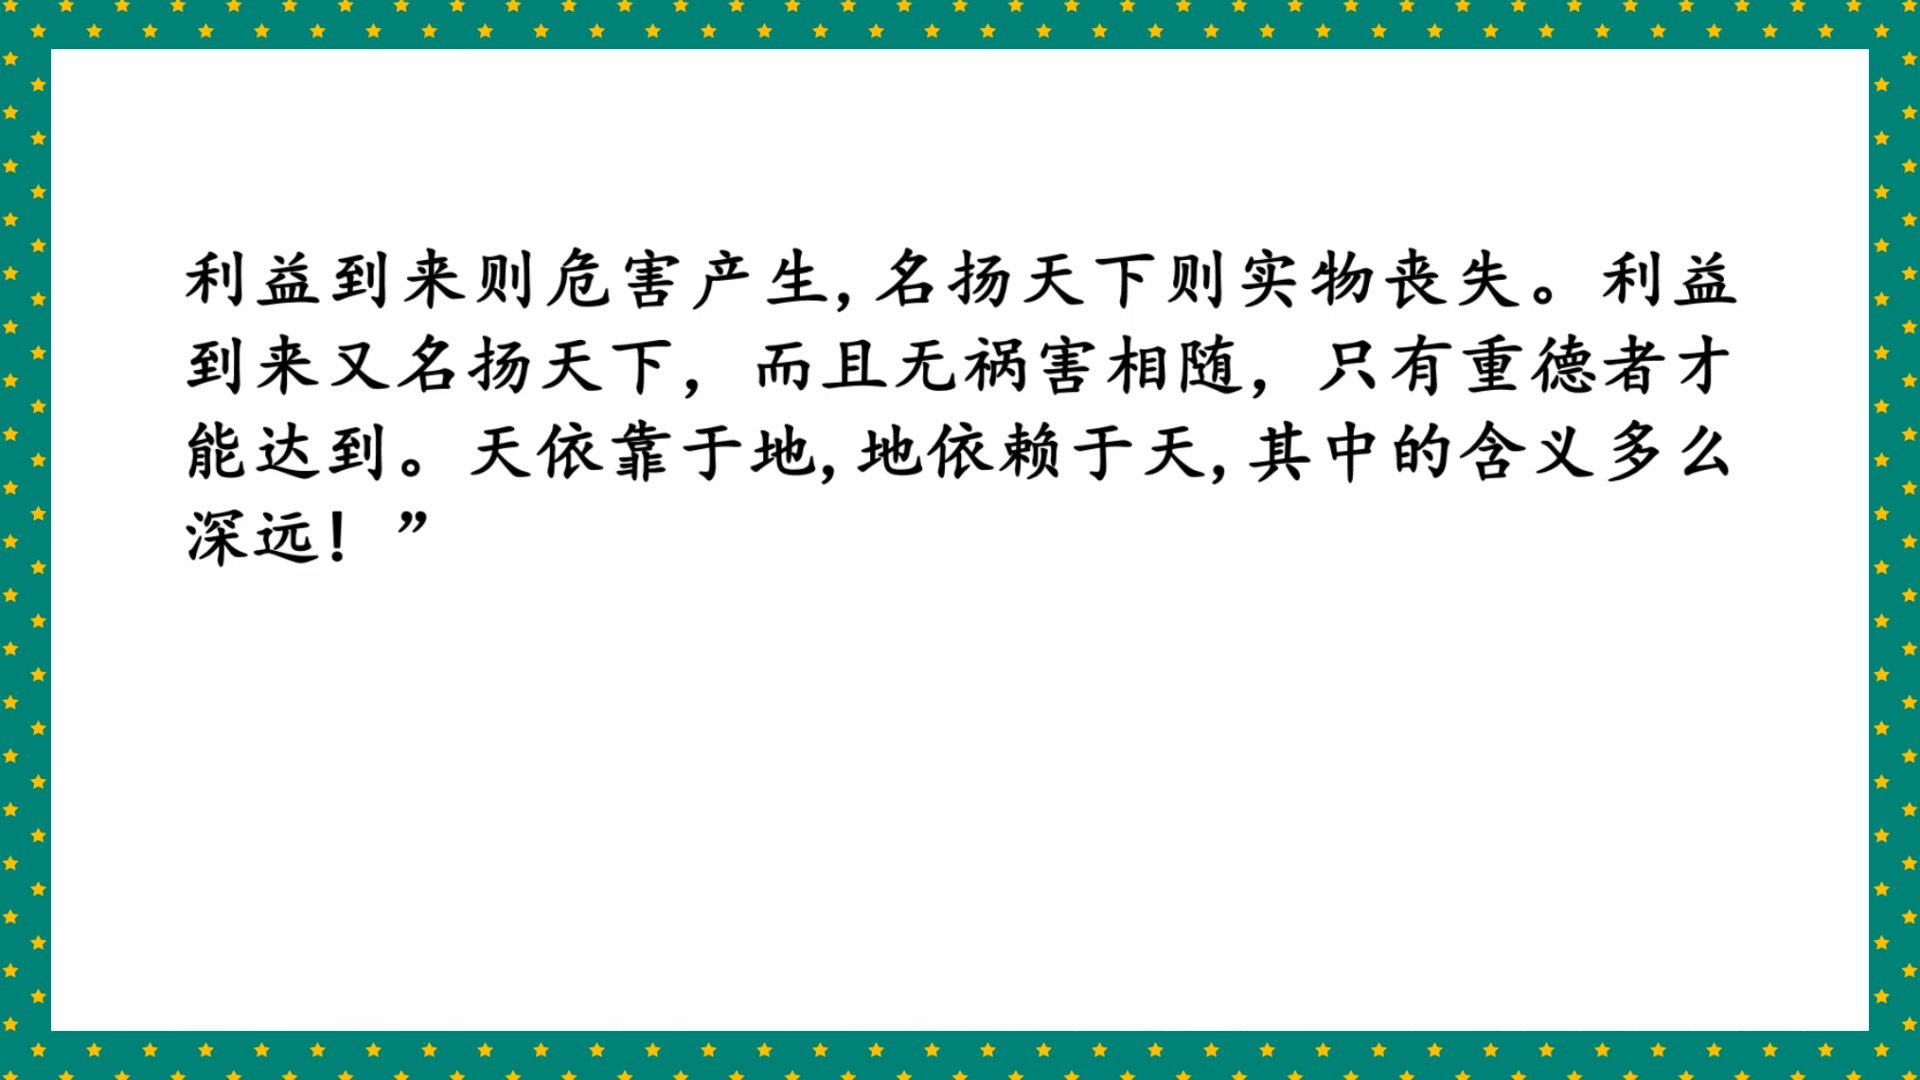 利益到来则危害产生,名扬天下则实物丧失。利益
到来又名扬天下，而且无祸害相随，只有重德者才
能达到。天依靠于地,地依赖于天,其中的含义多么
深远！”